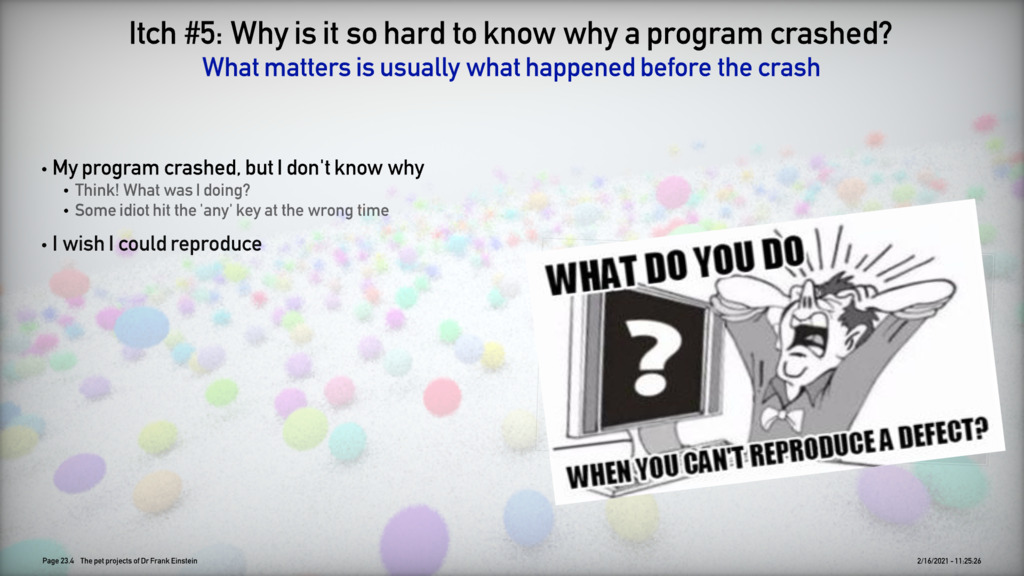 Itch #5: Why is it so hard to know why a program crashed?
What matters is usually what happened before the crash
• My program crashed, but I don't know why
• Think! What was I doing?
• Some idiot hit the 'any' key at the wrong time
• I wish I could reproduce
WHAT DO YOU DO
?
WHEN YOU CAN'T REPRODUCE A DEFECT?
Page 23.4 The pet projects of Dr Frank Einstein
2/16/2021 - 11:25:26